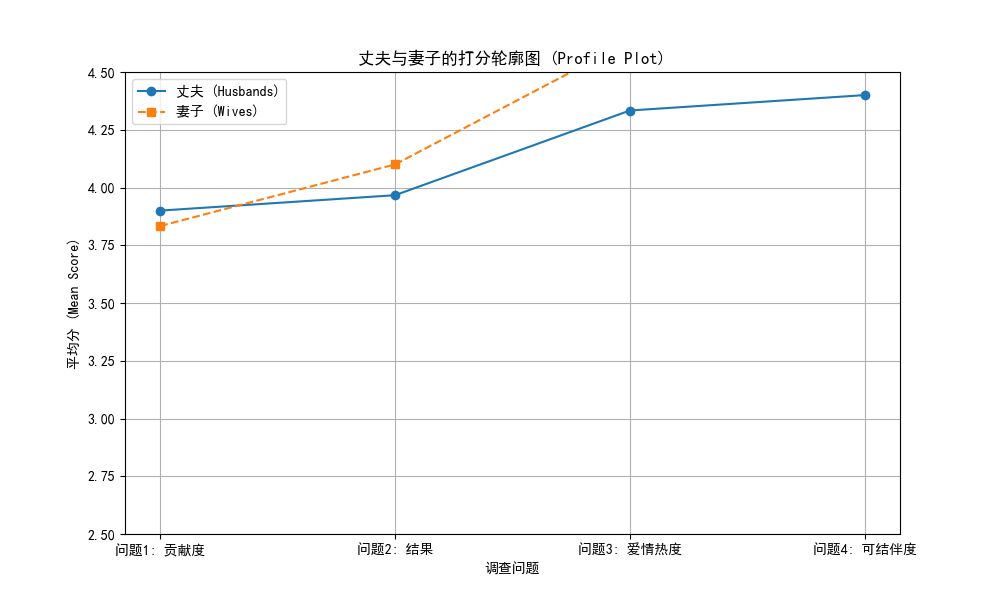 丈夫与妻子的打分轮廓图 (Profile Plot)
丈夫 (Husbands)
妻子 (Wives)
平均分 (Mean Score)
4.50
4.25
4.00
3.75
3.50
3.25
3.00
2.75
2.50
问题1: 贡献度
问题2: 结果
问题3: 爱情热度
问题4: 可结伴度
调查问题